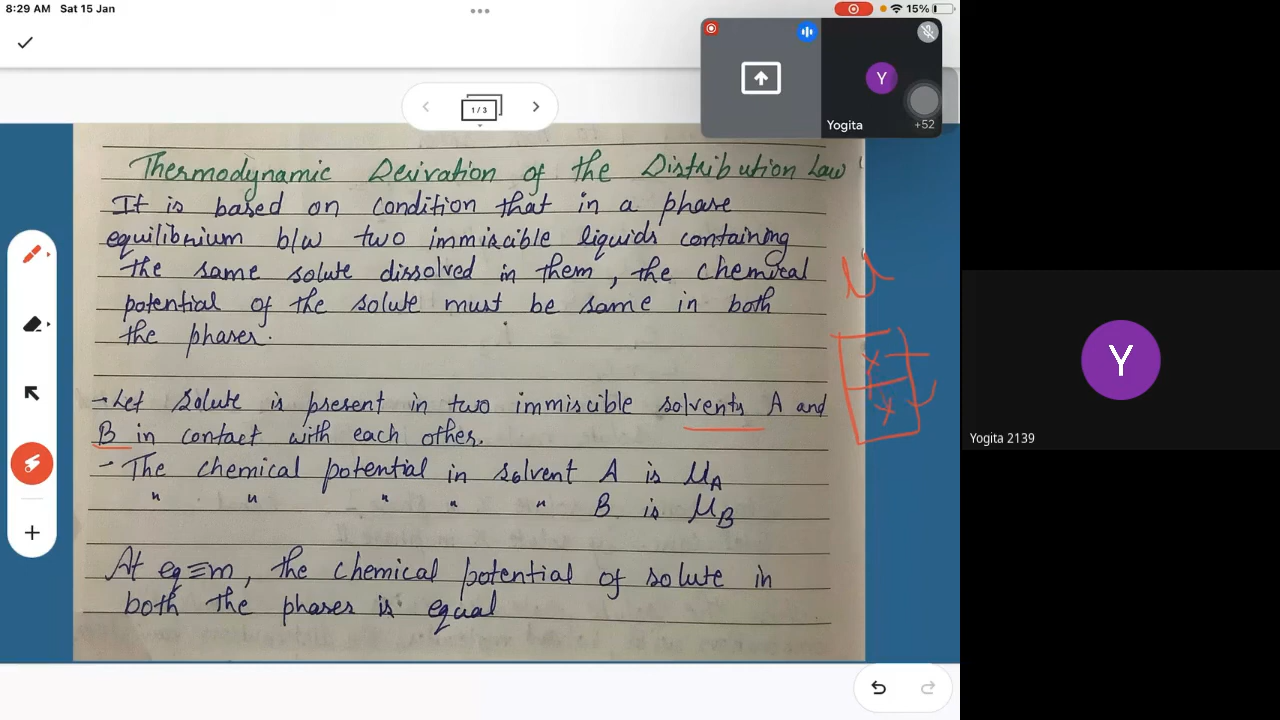 8:29 AM Sat 15 Jan
15%
1 / 3
Y
Yogita
+52
Thermodynamic Derivation of the Distribution Law
It is based on condition that in a phase
equilibrium b/w two immiscible liquids containing
the same solute dissolved in them, the chemical
potential of the solute must be same in both
the phases.
μ
x
x
→ Let solute is present in two immiscible solvents A and
B in contact with each other.
- The chemical potential in solvent A is μA
" " " " " B is μB
At eq≡m, the chemical potential of solute in
both the phases is equal
Y
Yogita 2139